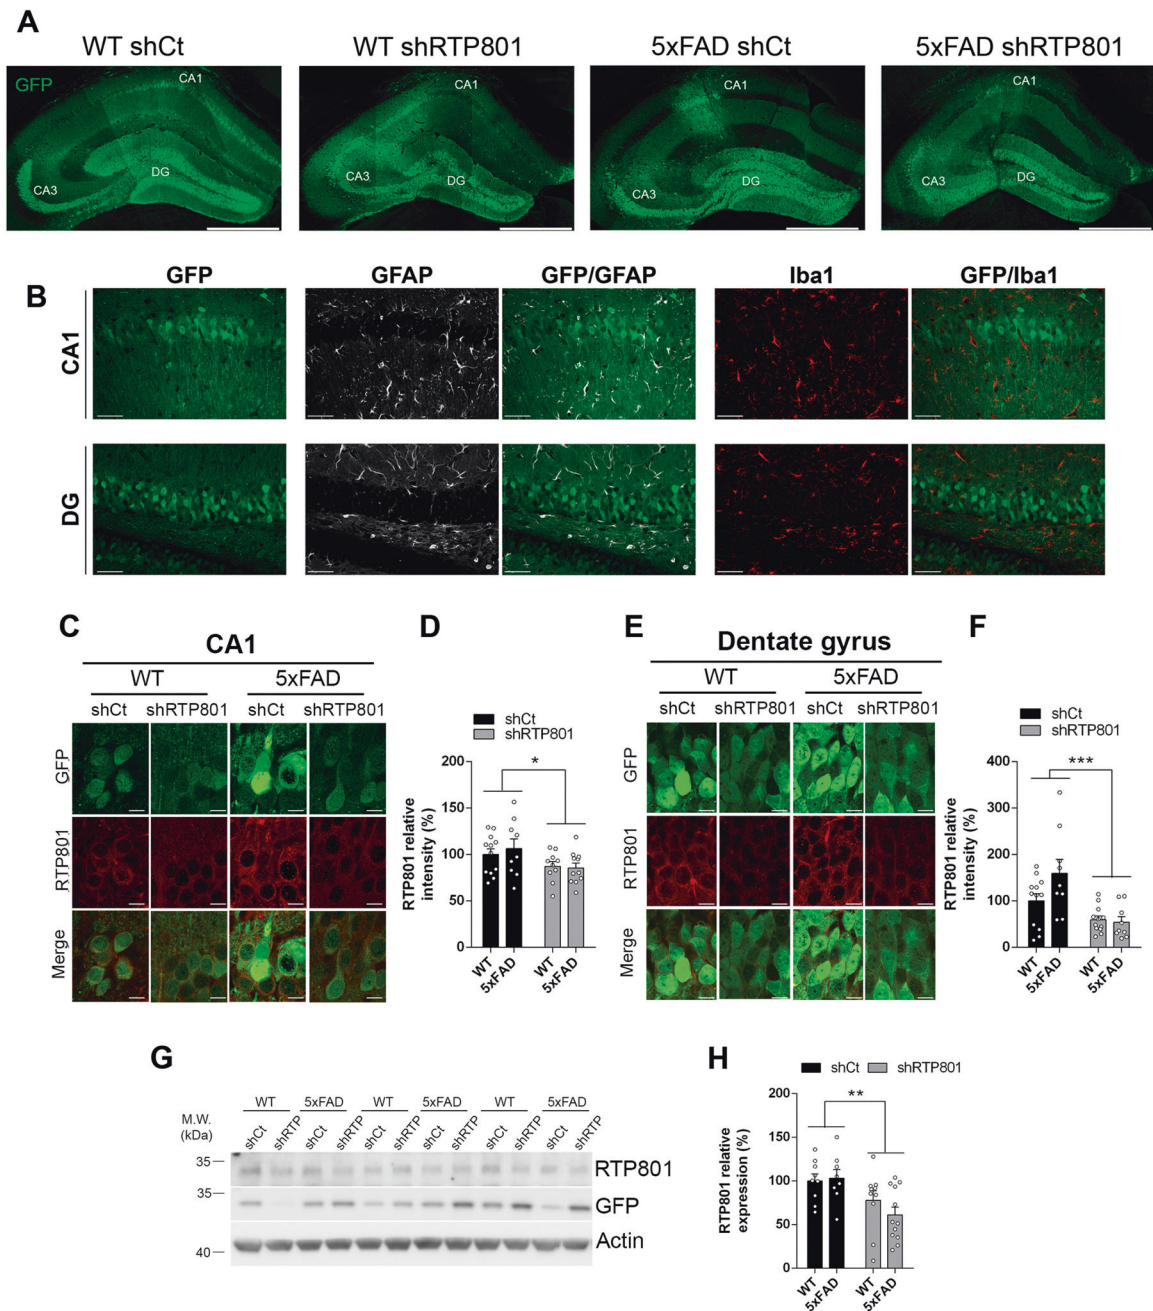 A
WT shCt WT shRTP801 5xFAD shCt 5xFAD shRTP801
GFP
CA1 CA1 CA1 CA1
CA3 DG CA3 DG CA3 DG CA3 DG
B
GFP GFAP GFP/GFAP Iba1 GFP/Iba1
CA1
DG
C
CA1
WT 5xFAD
shCt shRTP801 shCt shRTP801
GFP
RTP801
Merge
D
shCt
shRTP801
RTP801 relative
intensity (%)
200
150
100
50
0
*
WT
5xFAD
WT
5xFAD
E
Dentate gyrus
WT 5xFAD
shCt shRTP801 shCt shRTP801
GFP
RTP801
Merge
F
shCt
shRTP801
RTP801 relative
intensity (%)
400
300
200
100
0
***
WT
5xFAD
WT
5xFAD
G
WT 5xFAD WT 5xFAD WT 5xFAD
M.W.
(kDa)
shCt shRTP shCt shRTP shCt shRTP shCt shRTP shCt shRTP shCt shRTP
35 RTP801
35 GFP
40 Actin
H
shCt shRTP801
RTP801 relative
expression (%)
200
150
100
50
0
**
WT
5xFAD
WT
5xFAD